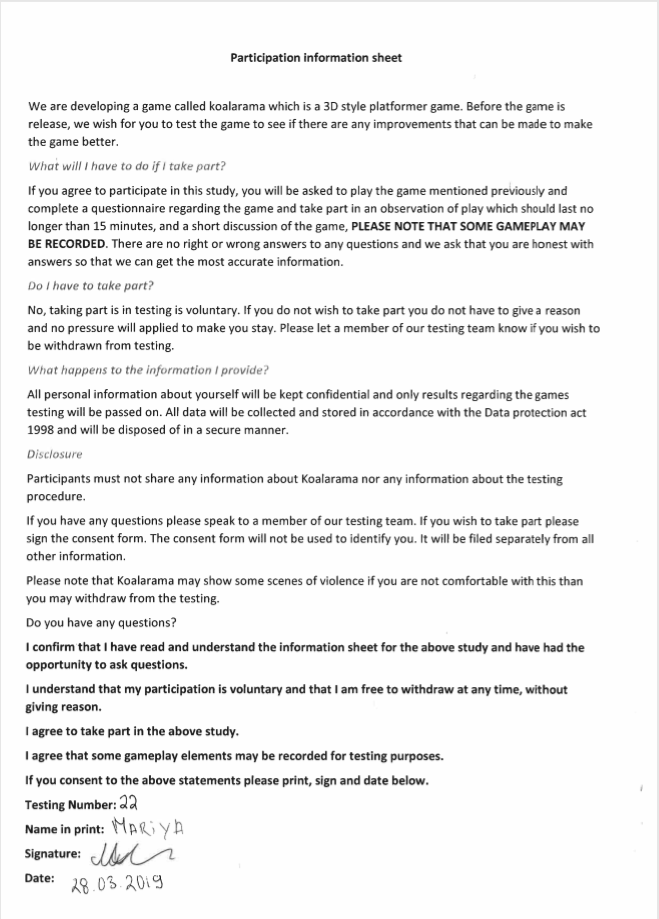 Participation information sheet
We are developing a game called koalarama which is a 3D style platformer game. Before the game is
release, we wish for you to test the game to see if there are any improvements that can be made to make
the game better.
What will I have to do if I take part?
If you agree to participate in this study, you will be asked to play the game mentioned previously and
complete a questionnaire regarding the game and take part in an observation of play which should last no
longer than 15 minutes, and a short discussion of the game, PLEASE NOTE THAT SOME GAMEPLAY MAY
BE RECORDED. There are no right or wrong answers to any questions and we ask that you are honest with
answers so that we can get the most accurate information.
Do I have to take part?
No, taking part is in testing is voluntary. If you do not wish to take part you do not have to give a reason
and no pressure will applied to make you stay. Please let a member of our testing team know if you wish to
be withdrawn from testing.
What happens to the information I provide?
All personal information about yourself will be kept confidential and only results regarding the games
testing will be passed on. All data will be collected and stored in accordance with the Data protection act
1998 and will be disposed of in a secure manner.
Disclosure
Participants must not share any information about Koalarama nor any information about the testing
procedure.
If you have any questions please speak to a member of our testing team. If you wish to take part please
sign the consent form. The consent form will not be used to identify you. It will be filed separately from all
other information.
Please note that Koalarama may show some scenes of violence if you are not comfortable with this than
you may withdraw from the testing.
Do you have any questions?
I confirm that I have read and understand the information sheet for the above study and have had the
opportunity to ask questions.
I understand that my participation is voluntary and that I am free to withdraw at any time, without
giving reason.
I agree to take part in the above study.
I agree that some gameplay elements may be recorded for testing purposes.
If you consent to the above statements please print, sign and date below.
Testing Number: 22
Name in print: MARiYA
Signature:
Date: 28.03.2019